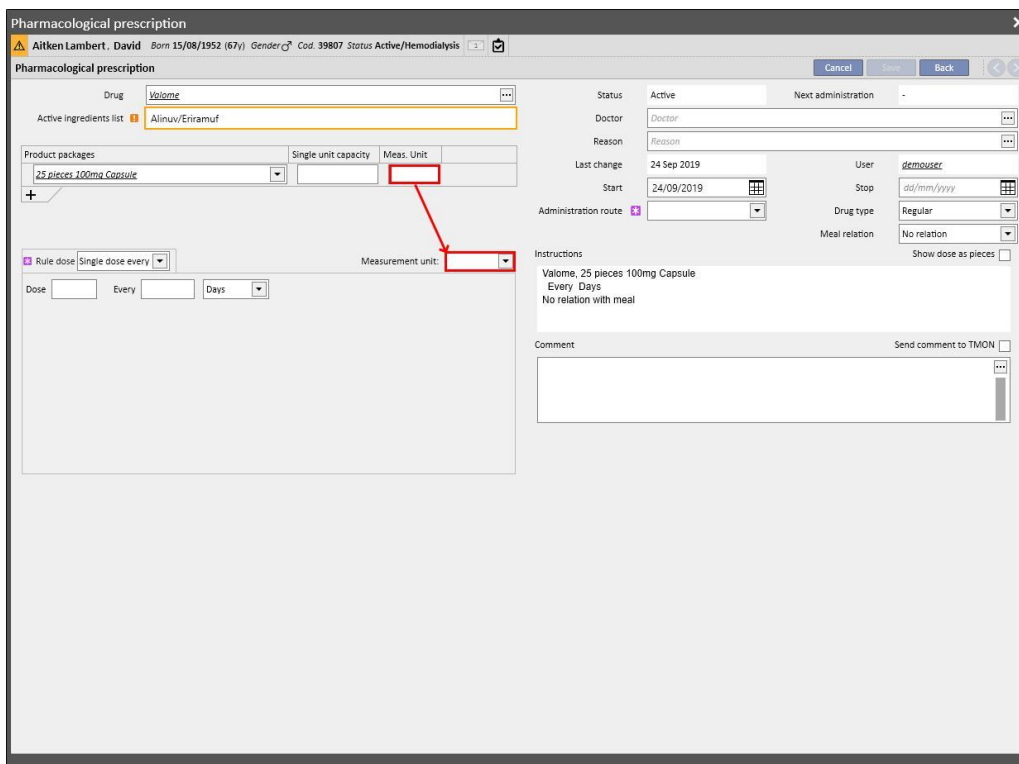 Pharmacological prescription
Aitken Lambert, David Born 15/08/1952 (67y) Gender Cod. 39807 Status Active/Hemodialysis 1
Pharmacological prescription Cancel Save Back
Drug Valome ... Status Active Next administration -
Active ingredients list Alinuv/Eriramuf Doctor Doctor ...
Reason Reason ...
Product packages Single unit capacity Meas. Unit
25 pieces 100mg Capsule Last change 24 Sep 2019 User demouser
+ Start 24/09/2019 Stop dd/mm/yyyy
Administration route Drug type Regular
Meal relation No relation
Rule dose Single dose every Measurement unit: Instructions Show dose as pieces
Dose Every Days
Valome, 25 pieces 100mg Capsule
Every Days
No relation with meal
Comment Send comment to TMON
...